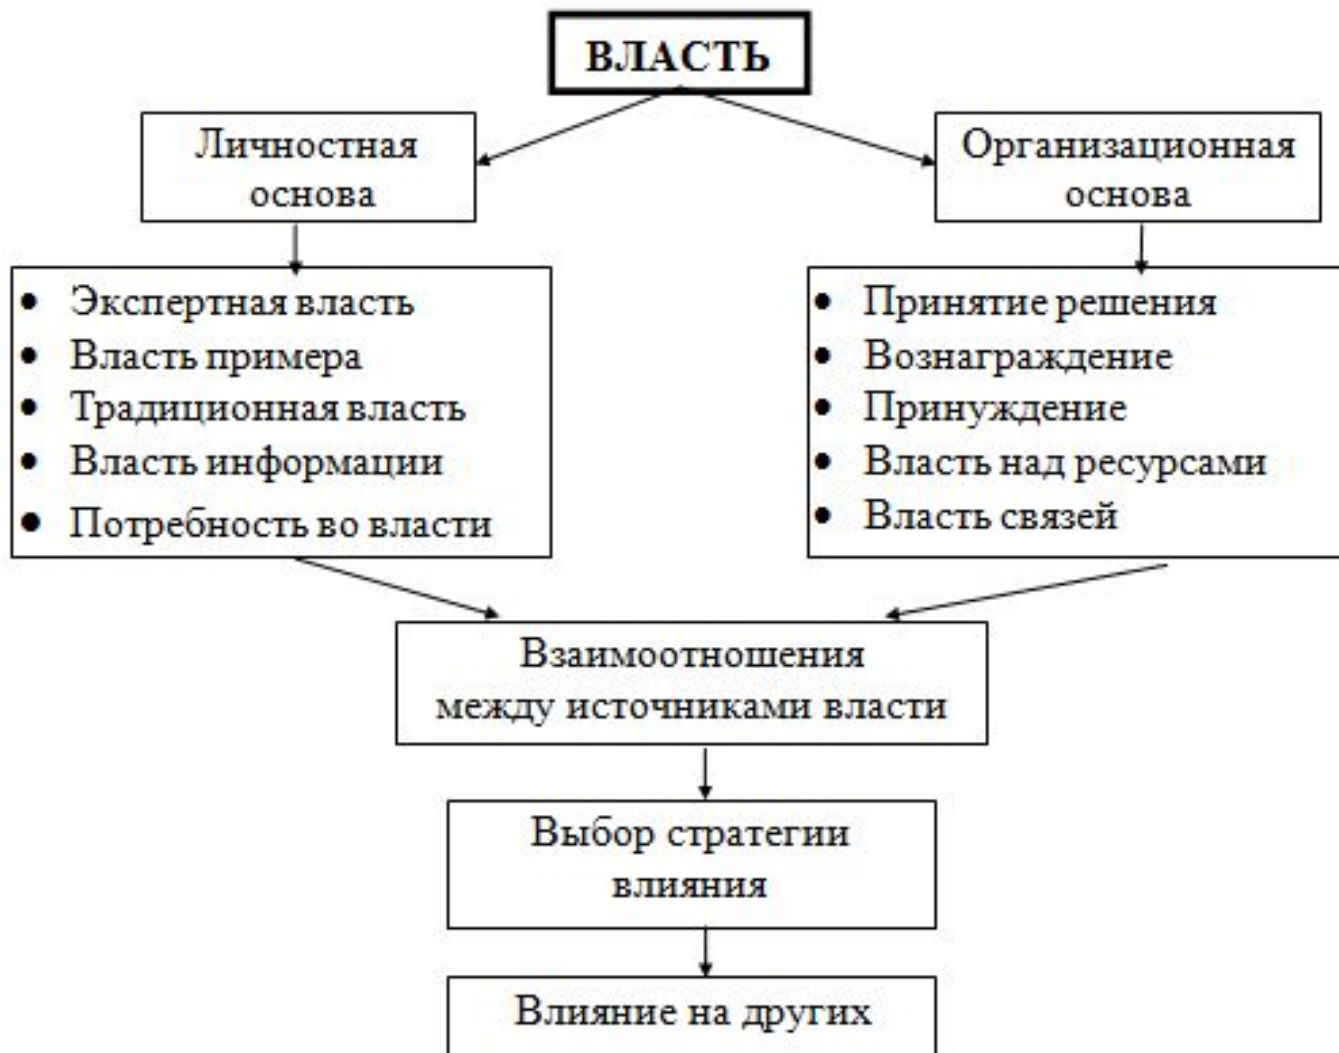 ВЛАСТЬ
Личностная
основа
Организационная
основа
• Экспертная власть
• Власть примера
• Традиционная власть
• Власть информации
• Потребность во власти
• Принятие решения
• Вознаграждение
• Принуждение
• Власть над ресурсами
• Власть связей
Взаимоотношения
между источниками власти
Выбор стратегии
влияния
Влияние на других